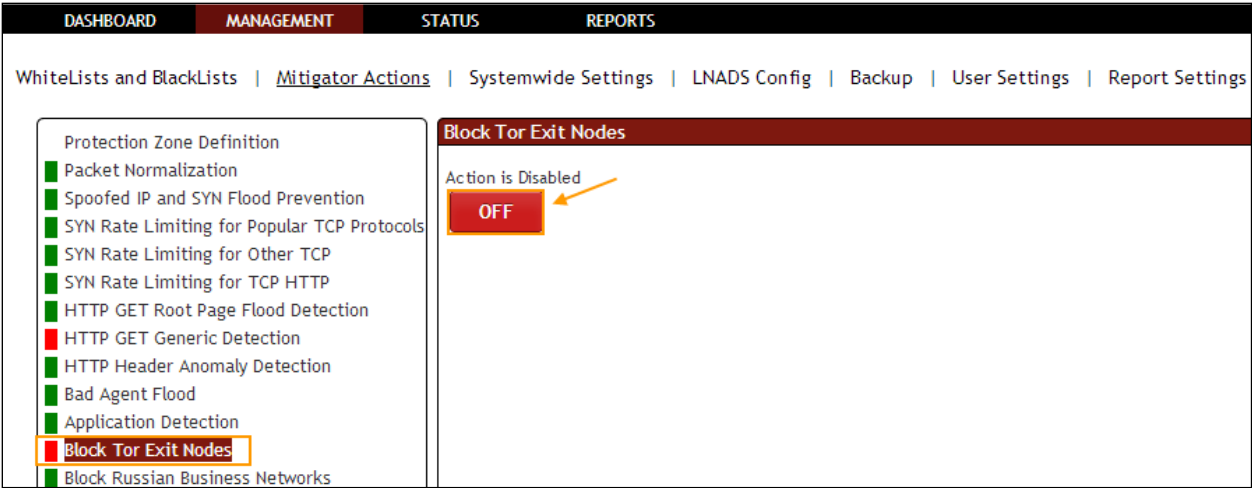 DASHBOARD MANAGEMENT STATUS REPORTS
WhiteLists and BlackLists | Mitigator Actions | Systemwide Settings | LNADS Config | Backup | User Settings | Report Settings
Protection Zone Definition
Packet Normalization
Spoofed IP and SYN Flood Prevention
SYN Rate Limiting for Popular TCP Protocols
SYN Rate Limiting for Other TCP
SYN Rate Limiting for TCP HTTP
HTTP GET Root Page Flood Detection
HTTP GET Generic Detection
HTTP Header Anomaly Detection
Bad Agent Flood
Application Detection
Block Tor Exit Nodes
Block Russian Business Networks
Block Tor Exit Nodes
Action is Disabled
OFF